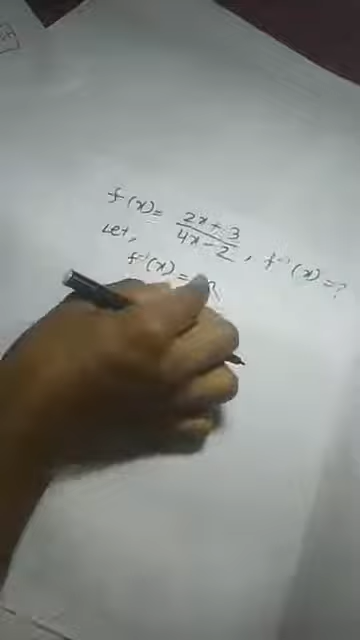 f(x) = (2x+3)/(4x-2), f⁻¹(x) = ?
Let,
f⁻¹(x) =